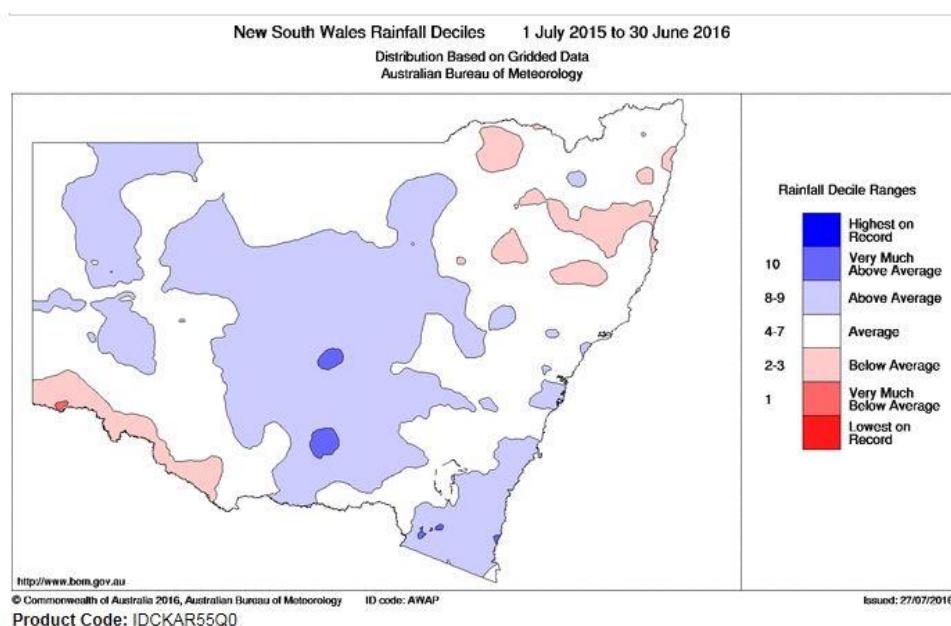 New South Wales Rainfall Deciles 1 July 2015 to 30 June 2016
Distribution Based on Gridded Data
Australian Bureau of Meteorology
Rainfall Decile Ranges
Highest on
Record
10
Very Much
Above Average
8-9
Above Average
4-7
Average
2-3
Below Average
1
Very Much
Below Average
Lowest on
Record
http://www.bom.gov.au
© Commonwealth of Australia 2016, Australian Bureau of Meteorology ID code: AWAP Issued: 27/07/2016
Product Code: IDCKAR55Q0